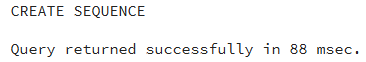 CREATE SEQUENCE
Query returned successfully in 88 msec.